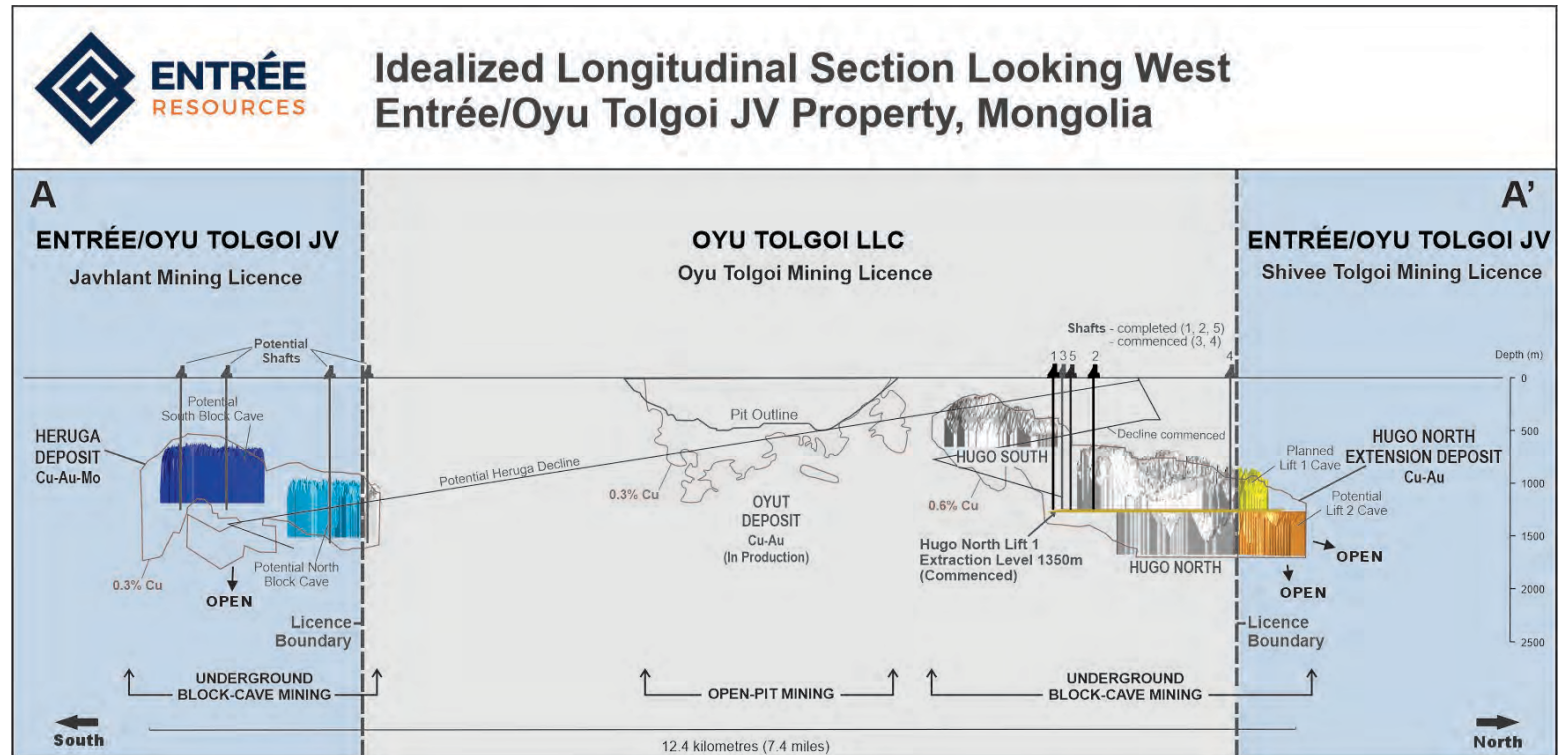 ENTRÉE
RESOURCES
Idealized Longitudinal Section Looking West
Entrée/Oyu Tolgoi JV Property, Mongolia
A
A'
ENTRÉE/OYU TOLGOI JV
Javhlant Mining Licence
OYU TOLGOI LLC
Oyu Tolgoi Mining Licence
ENTRÉE/OYU TOLGOI JV
Shivee Tolgoi Mining Licence
Potential
Shafts
Shafts - completed (1, 2, 5)
- commenced (3, 4)
1 3 5 2 4
Depth (m)
0
500
1000
1500
2000
2500
Potential
South Block Cave
HERUGA
DEPOSIT
Cu-Au-Mo
Potential North
Block Cave
0.3% Cu
OPEN
Licence
Boundary
Potential Heruga Decline
Pit Outline
0.3% Cu
OYUT
DEPOSIT
Cu-Au
(In Production)
Decline commenced
HUGO SOUTH
0.6% Cu
Hugo North Lift 1
Extraction Level 1350m
(Commenced)
HUGO NORTH
HUGO NORTH
EXTENSION DEPOSIT
Cu-Au
Planned
Lift 1 Cave
Potential
Lift 2 Cave
OPEN
OPEN
Licence
Boundary
UNDERGROUND
BLOCK-CAVE MINING
OPEN-PIT MINING
UNDERGROUND
BLOCK-CAVE MINING
South
12.4 kilometres (7.4 miles)
North